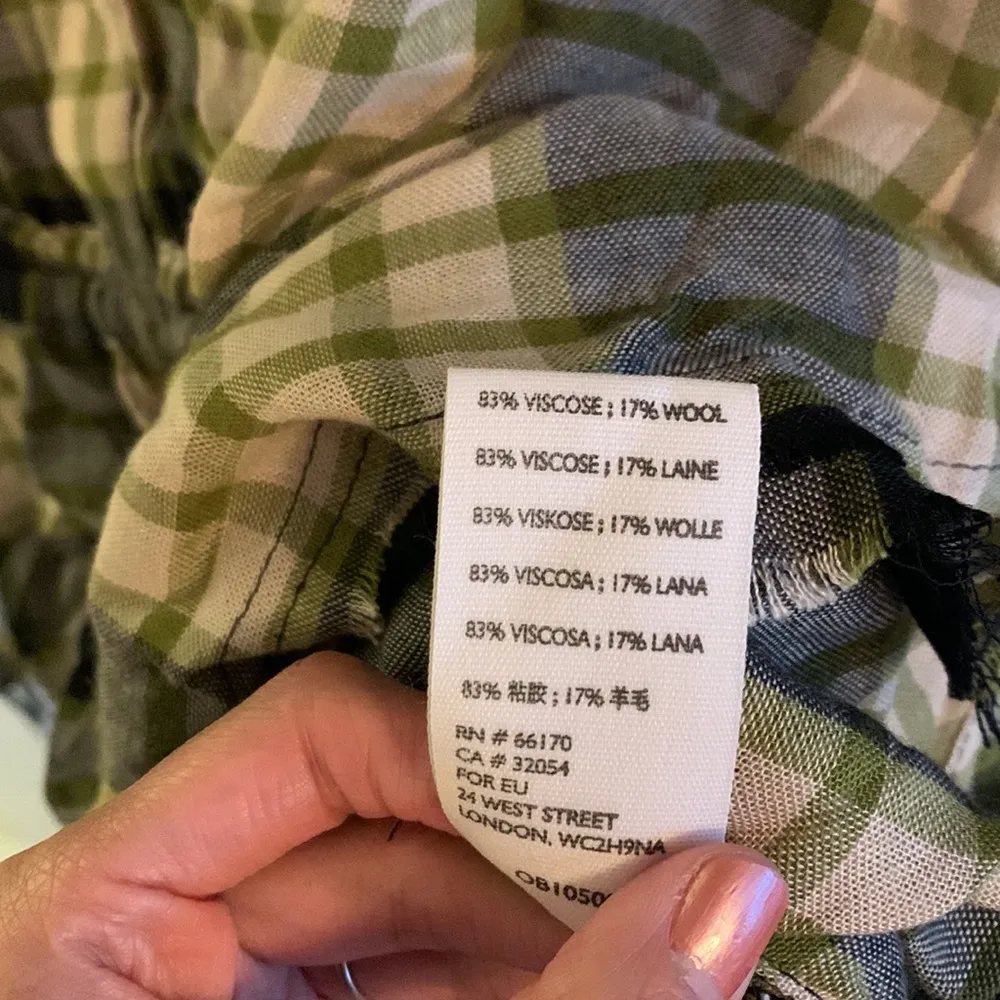 83% VISCOSE ; 17% WOOL
83% VISCOSE ; 17% LAINE
83% VISKOSE ; 17% WOLLE
83% VISCOSA ; 17% LANA
83% VISCOSA ; 17% LANA
83% 粘胶 ; 17% 羊毛
RN # 66170
CA # 32054
FOR EU
24 WEST STREET
LONDON, WC2H9NA